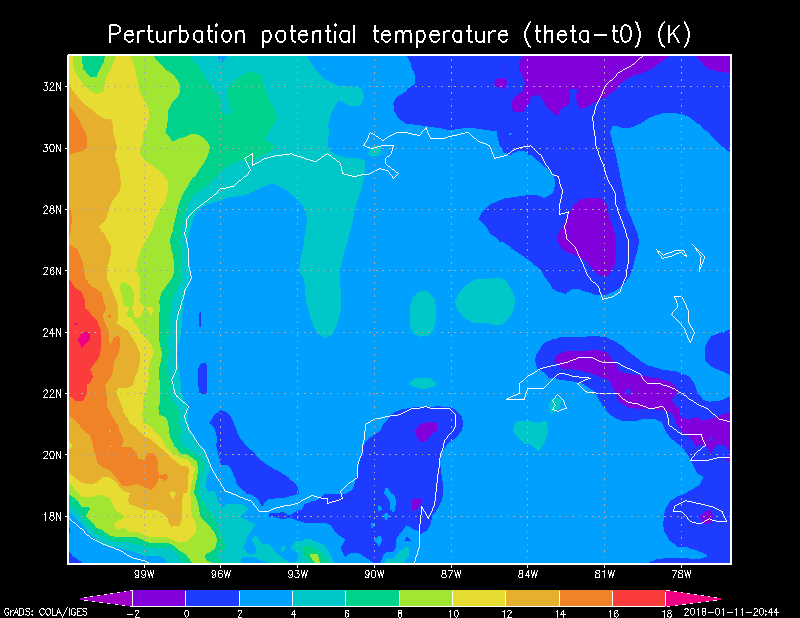 Perturbation potential temperature (theta-t0) (K)
32N
30N
28N
26N
24N
22N
20N
18N
99W 96W 93W 90W 87W 84W 81W 78W
-2 0 2 4 6 8 10 12 14 16 18
GrADS: COLA/IGES 2018-01-11-20:44